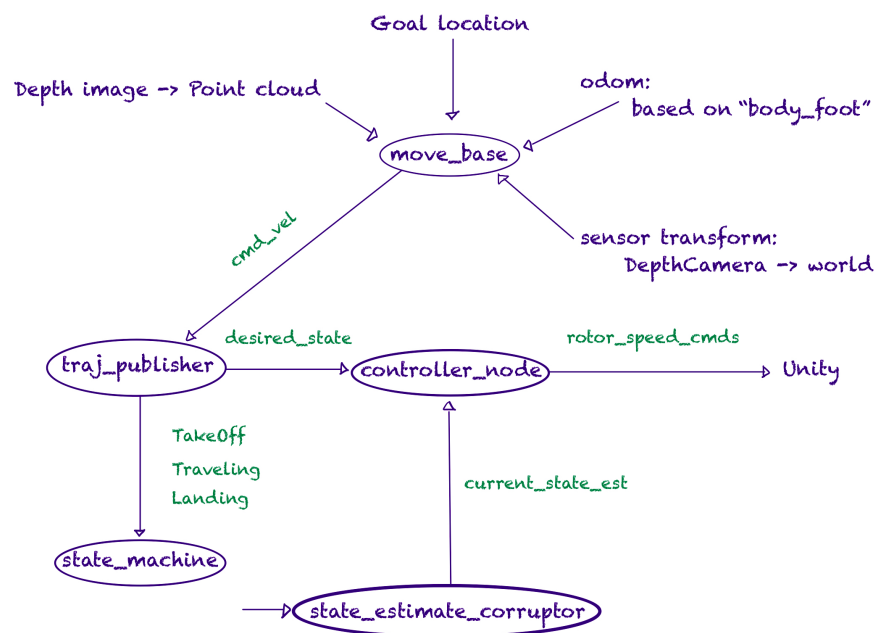 Goal location
Depth image -> Point cloud
odom:
based on “body_foot”
move_base
cmd_vel
sensor transform:
DepthCamera -> world
desired_state
rotor_speed_cmds
traj_publisher
controller_node
Unity
TakeOff
Traveling
Landing
current_state_est
state_machine
state_estimate_corruptor